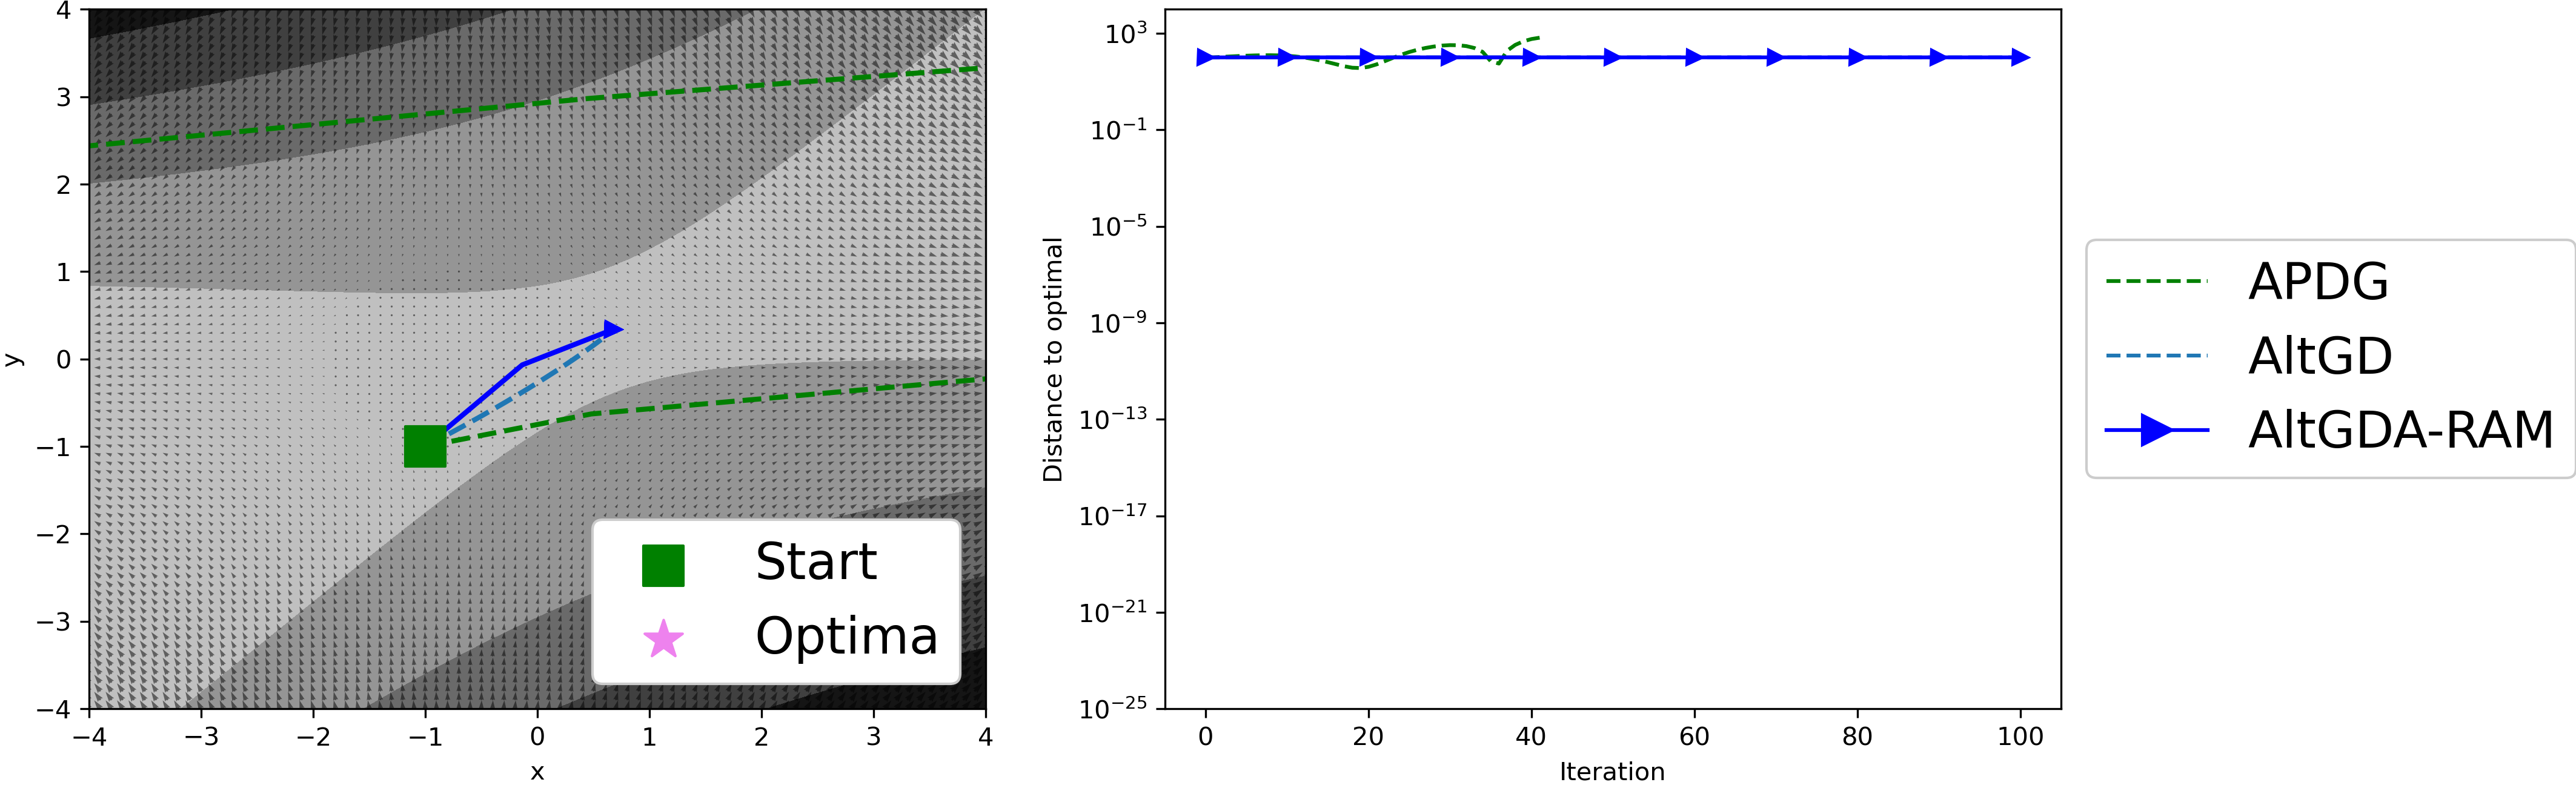 4
3
2
1
0
−1
−2
−3
−4
y
−4 −3 −2 −1 0 1 2 3 4
x
Start
Optima
10³
10⁻¹
10⁻⁵
10⁻⁹
10⁻¹³
10⁻¹⁷
10⁻²¹
10⁻²⁵
Distance to optimal
0 20 40 60 80 100
Iteration
APDG
AltGD
AltGDA-RAM